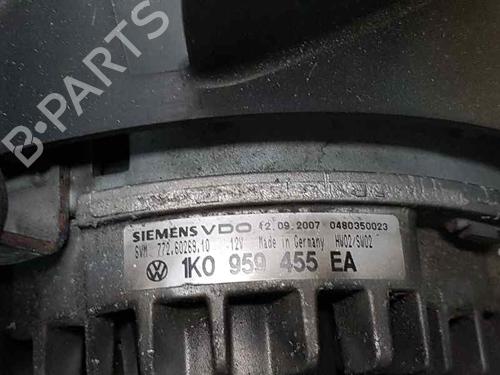 B-PARTS
SIEMENS VDO 12.09.2007 0480350023
SVM 772.60269.10 -12V Made in Germany HW02/SW02
1K0 959 455 EA